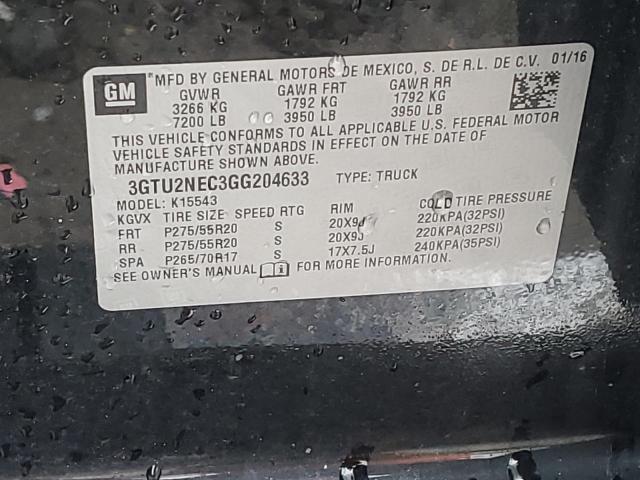 GM
MFD BY GENERAL MOTORS DE MEXICO, S. DE R.L. DE C.V. 01/16
GVWR GAWR FRT GAWR RR
3266 KG 1792 KG 1792 KG
7200 LB 3950 LB 3950 LB
THIS VEHICLE CONFORMS TO ALL APPLICABLE U.S. FEDERAL MOTOR
VEHICLE SAFETY STANDARDS IN EFFECT ON THE DATE OF
MANUFACTURE SHOWN ABOVE.
3GTU2NEC3GG204633 TYPE: TRUCK
MODEL: K15543
KGVX TIRE SIZE SPEED RTG RIM COLD TIRE PRESSURE
FRT P275/55R20 S 20X9J 220KPA(32PSI)
RR P275/55R20 S 20X9J 220KPA(32PSI)
SPA P265/70R17 S 17X7.5J 240KPA(35PSI)
SEE OWNER'S MANUAL FOR MORE INFORMATION.